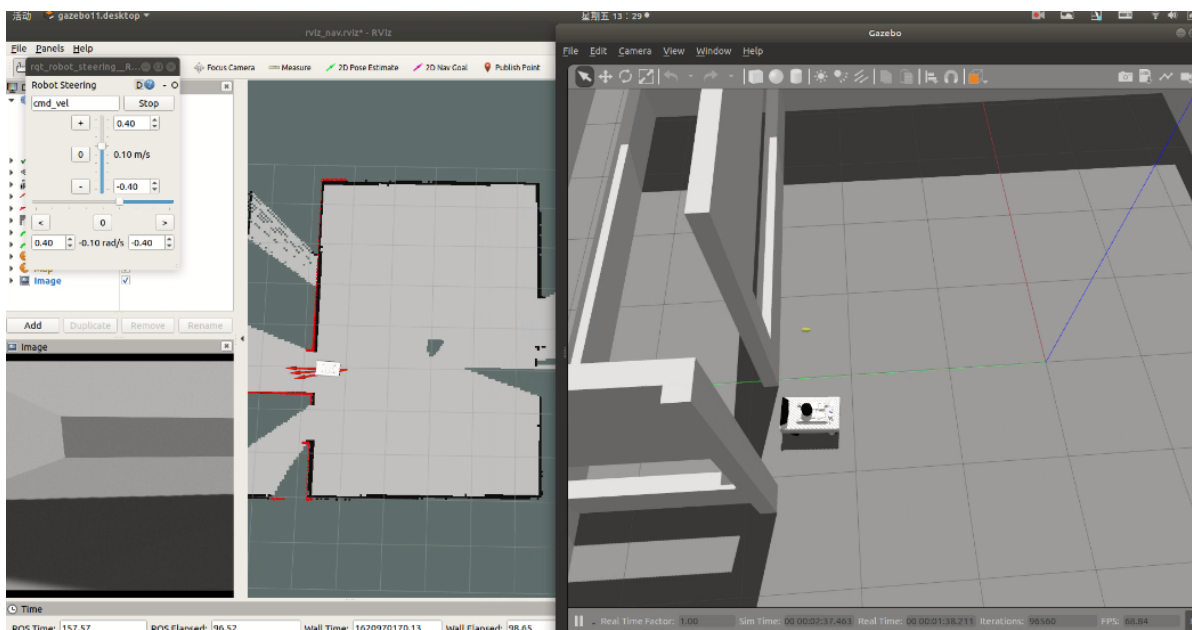 活动
gazebo11.desktop
星期五 13：29
rviz_nav.rviz* - RViz
File Panels Help
rqt_robot_steering__R...
Focus Camera
Measure
2D Pose Estimate
2D Nav Goal
Publish Point
Robot Steering
D
- O
cmd_vel
Stop
+
0.40
0
0.10 m/s
-
-0.40
<
0
>
0.40
-0.10 rad/s
-0.40
Map
Image
Add
Duplicate
Remove
Rename
Image
Time
ROS Time: 157.57
ROS Elapsed: 96.52
Wall Time: 1620970170.13
Wall Elapsed: 98.65
Gazebo
File Edit Camera View Window Help
Real Time Factor: 1.00
Sim Time: 00 00:02:37.463
Real Time: 00 00:01:38.211
Iterations: 96560
FPS: 68.84